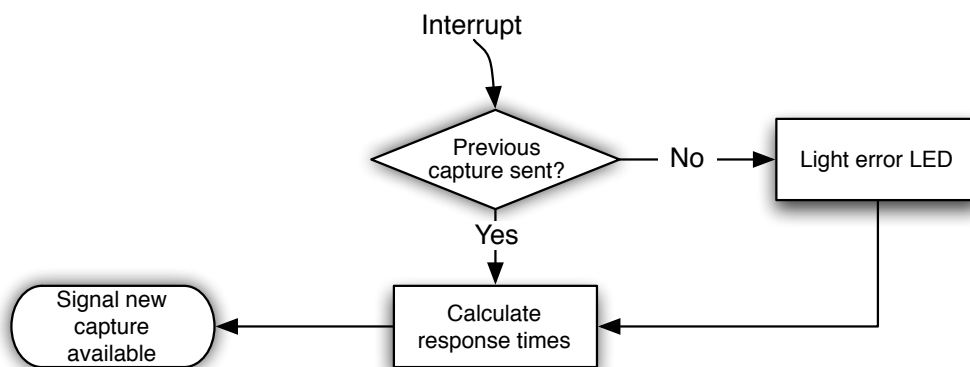 Interrupt
Previous
capture sent?
No
Light error LED
Yes
Calculate
response times
Signal new
capture
available